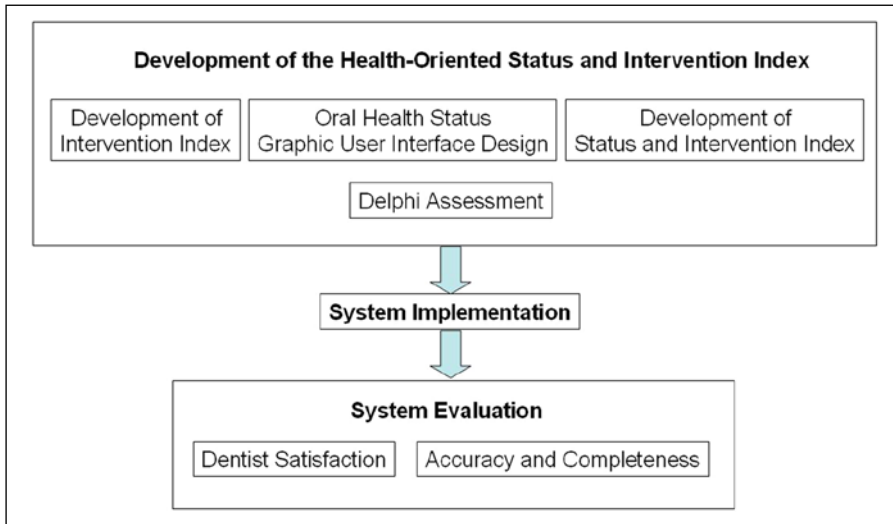 Development of the Health-Oriented Status and Intervention Index
Development of
Intervention Index
Oral Health Status
Graphic User Interface Design
Development of
Status and Intervention Index
Delphi Assessment
System Implementation
System Evaluation
Dentist Satisfaction
Accuracy and Completeness